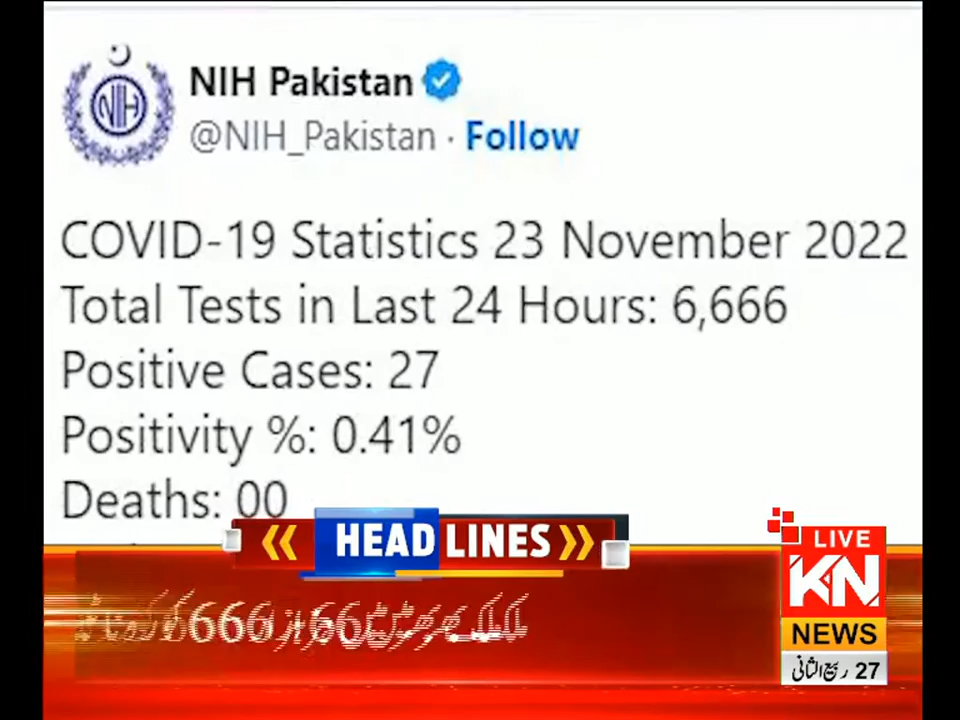 NIH
NIH Pakistan
@NIH_Pakistan · Follow
COVID-19 Statistics 23 November 2022
Total Tests in Last 24 Hours: 6,666
Positive Cases: 27
Positivity %: 0.41%
Deaths: 00
HEAD LINES
LIVE
KN
NEWS
27 ربیع الثانی